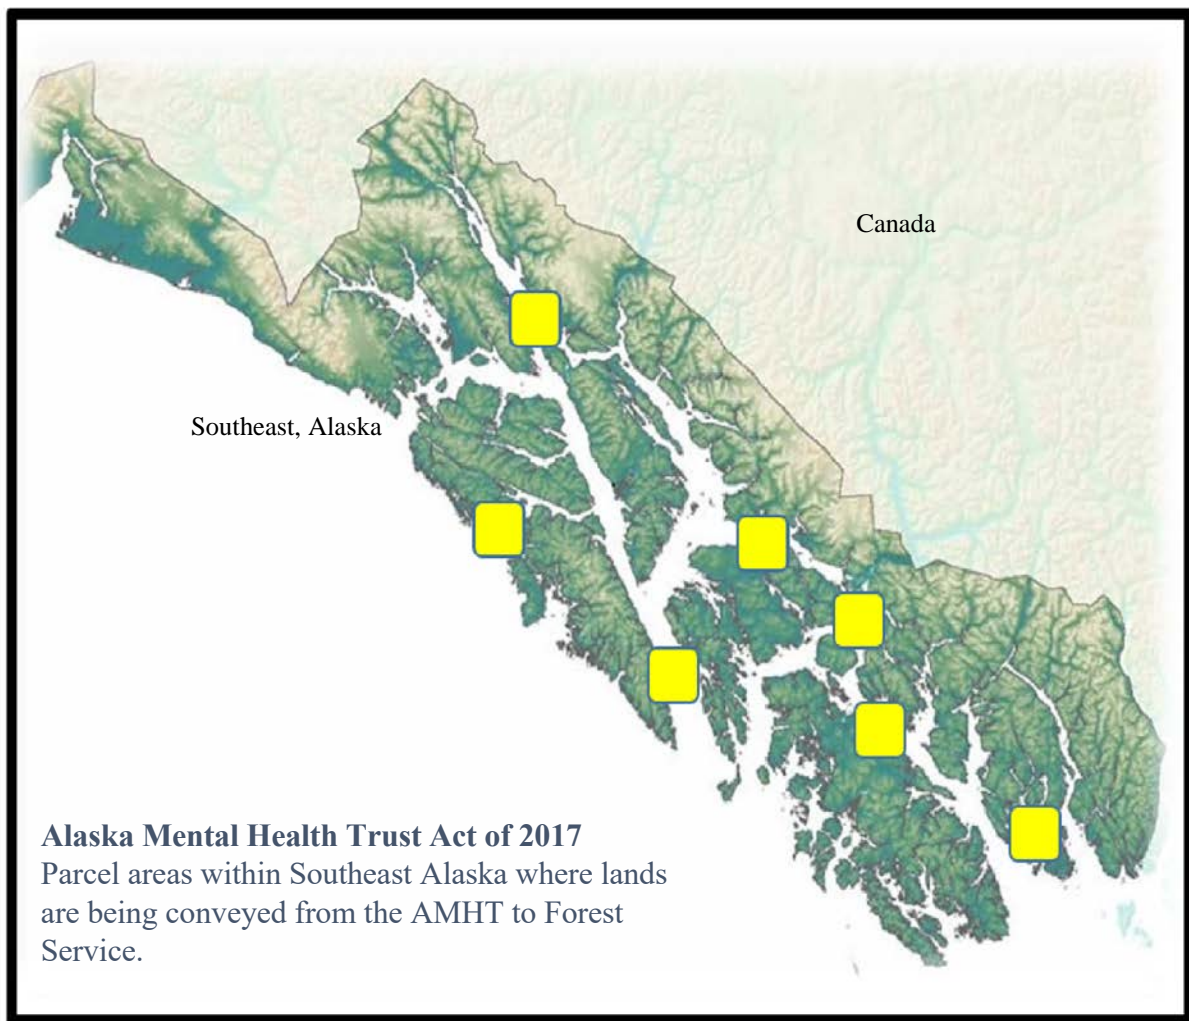 Canada
Southeast, Alaska
Alaska Mental Health Trust Act of 2017
Parcel areas within Southeast Alaska where lands
are being conveyed from the AMHT to Forest
Service.